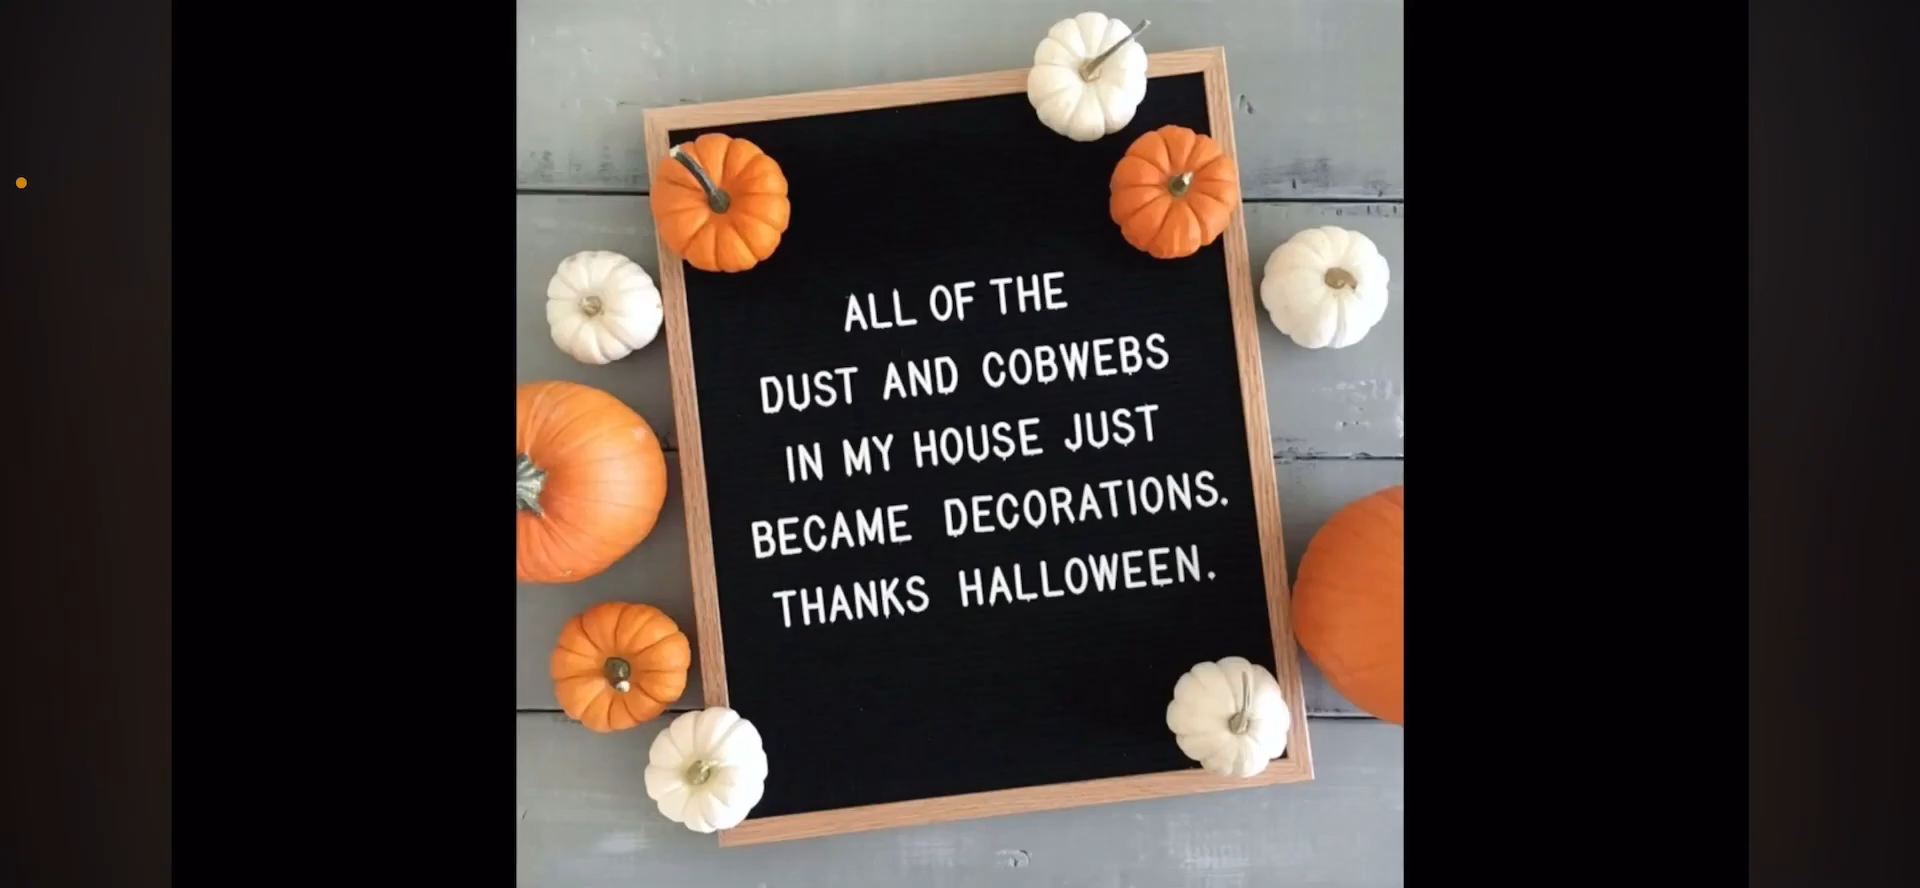 ALL OF THE
DUST AND COBWEBS
IN MY HOUSE JUST
BECAME DECORATIONS.
THANKS HALLOWEEN.